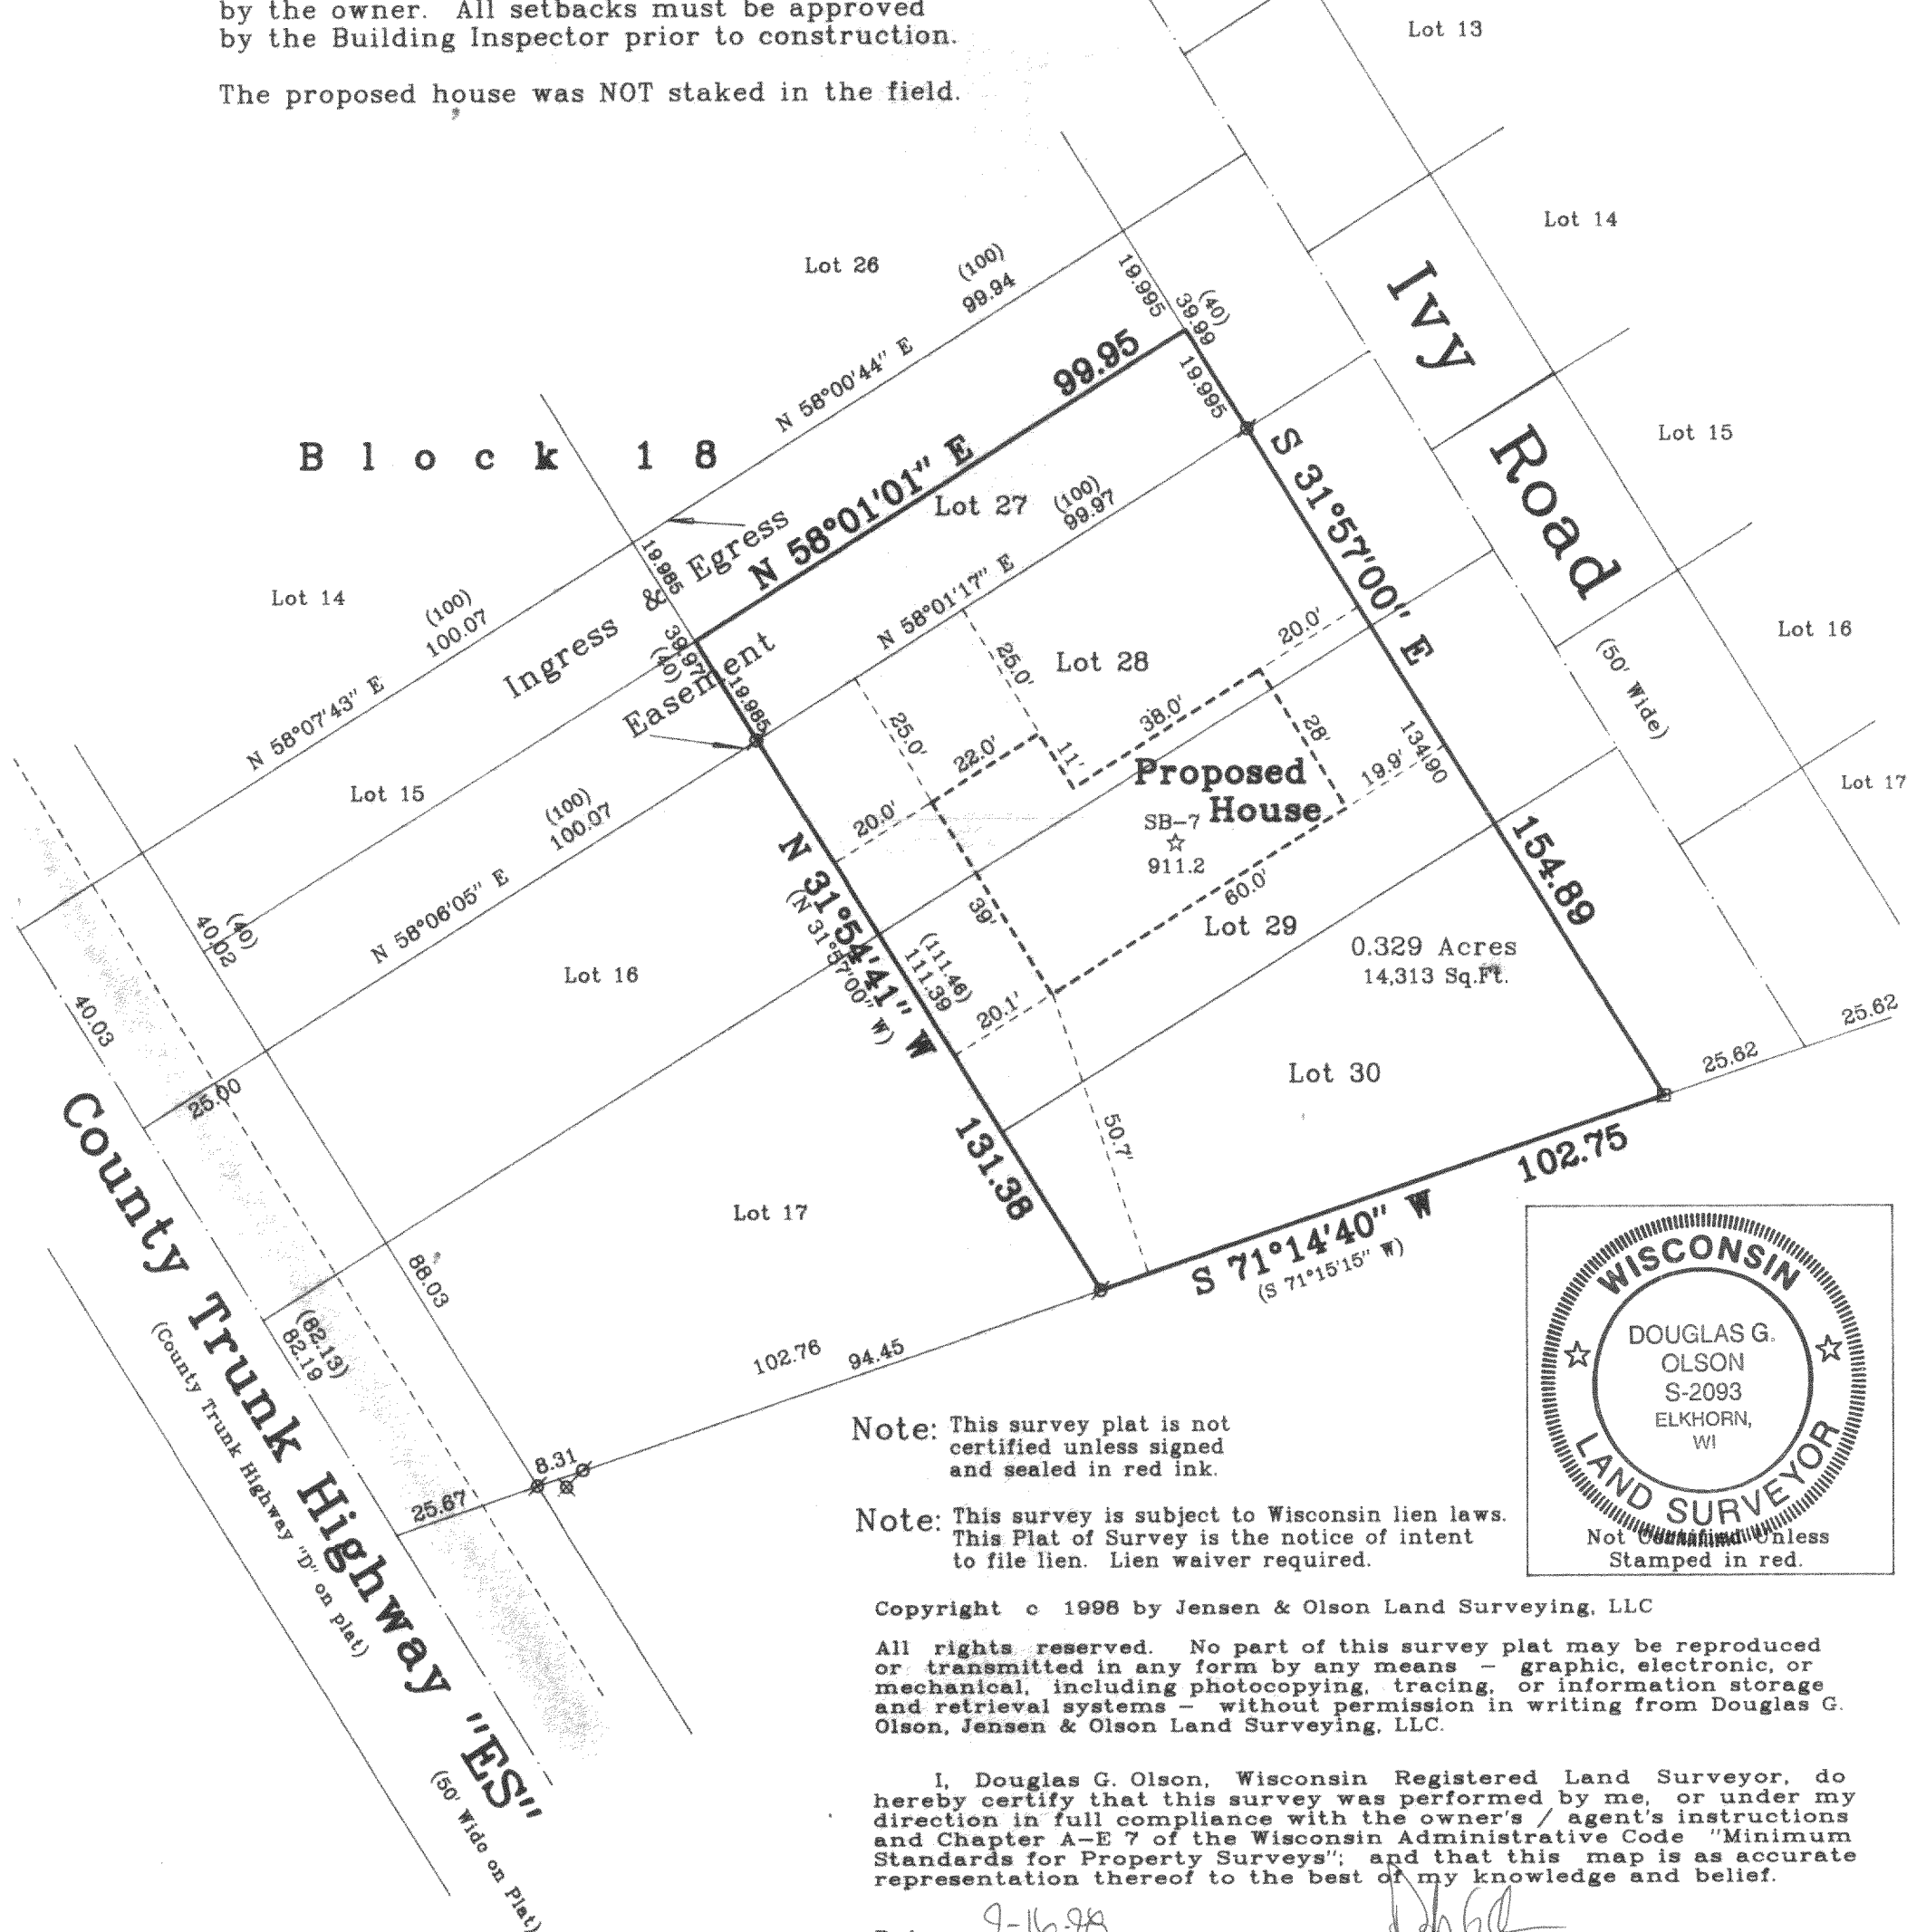 by the owner. All setbacks must be approved
by the Building Inspector prior to construction.
The proposed house was NOT staked in the field.
Lot 13
Lot 14
Lot 15
Lot 16
Lot 17
Ivy Road
(50' Wide)
Lot 26
(100)
99.94
N 58°00'44" E
19.995
(40)
39.99
19.995
Block 18
99.95
N 58°01'01" E
Lot 27
(100)
99.97
N 58°01'17" E
S 31°57'00" E
154.89
134.90
Ingress & Egress
Easement
19.985
39.97
(40)
19.985
Lot 14
(100)
100.07
N 58°07'43" E
Lot 15
(100)
100.07
N 58°06'05" E
Lot 16
Lot 17
(40)
40.02
40.03
25.00
88.03
(82.13)
82.19
25.67
8.31
102.76
94.45
County Trunk Highway "ES"
(County Trunk Highway "D" on plat)
(50' Wide on Plat)
Lot 28
25.0'
25.0'
22.0'
11'
38.0'
20.0'
28'
19.9'
20.0'
39'
60.0'
20.1'
50.7'
Proposed
House
SB-7
911.2
Lot 29
0.329 Acres
14,313 Sq.Ft.
Lot 30
N 31°54'41" W
(N 31°57'00" W)
(111.46)
111.39
131.38
S 71°14'40" W
(S 71°15'15" W)
102.75
25.62
25.62
WISCONSIN
DOUGLAS G.
OLSON
S-2093
ELKHORN,
WI
LAND SURVEYOR
Not Certified Unless
Stamped in red.
Note: This survey plat is not
certified unless signed
and sealed in red ink.
Note: This survey is subject to Wisconsin lien laws.
This Plat of Survey is the notice of intent
to file lien. Lien waiver required.
Copyright c 1998 by Jensen & Olson Land Surveying, LLC
All rights reserved. No part of this survey plat may be reproduced
or transmitted in any form by any means - graphic, electronic, or
mechanical, including photocopying, tracing, or information storage
and retrieval systems - without permission in writing from Douglas G.
Olson, Jensen & Olson Land Surveying, LLC.
I, Douglas G. Olson, Wisconsin Registered Land Surveyor, do
hereby certify that this survey was performed by me, or under my
direction in full compliance with the owner's / agent's instructions
and Chapter A-E 7 of the Wisconsin Administrative Code "Minimum
Standards for Property Surveys"; and that this map is as accurate
representation thereof to the best of my knowledge and belief.
9-16-98